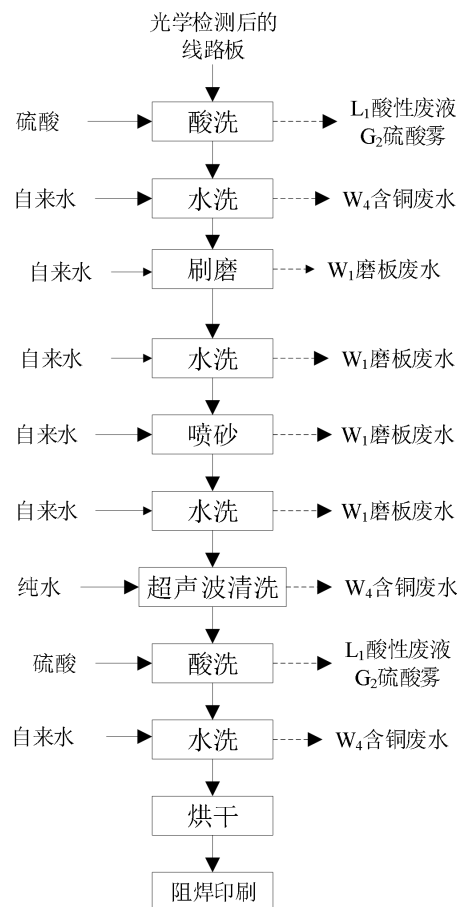 光学检测后的
线路板
硫酸
酸洗
L₁酸性废液
G₂硫酸雾
自来水
水洗
W₄含铜废水
自来水
刷磨
W₁磨板废水
自来水
水洗
W₁磨板废水
自来水
喷砂
W₁磨板废水
自来水
水洗
W₁磨板废水
纯水
超声波清洗
W₄含铜废水
硫酸
酸洗
L₁酸性废液
G₂硫酸雾
自来水
水洗
W₄含铜废水
烘干
阻焊印刷